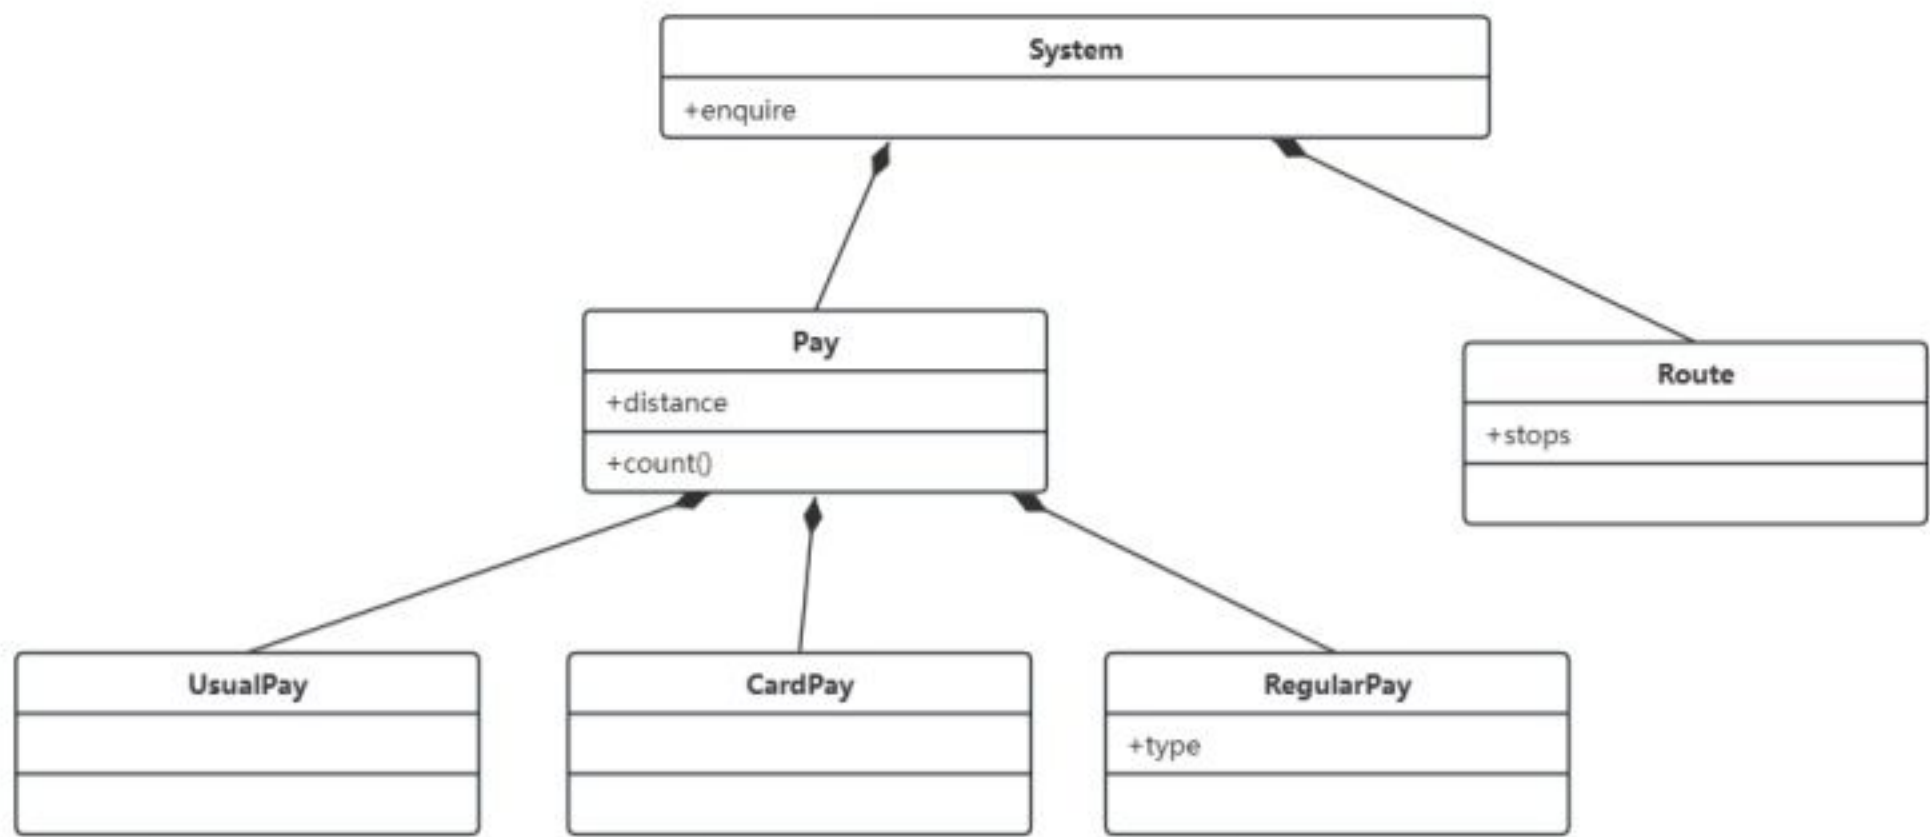 System
+enquire
Pay
+distance
+count()
Route
+stops
UsualPay
CardPay
RegularPay
+type